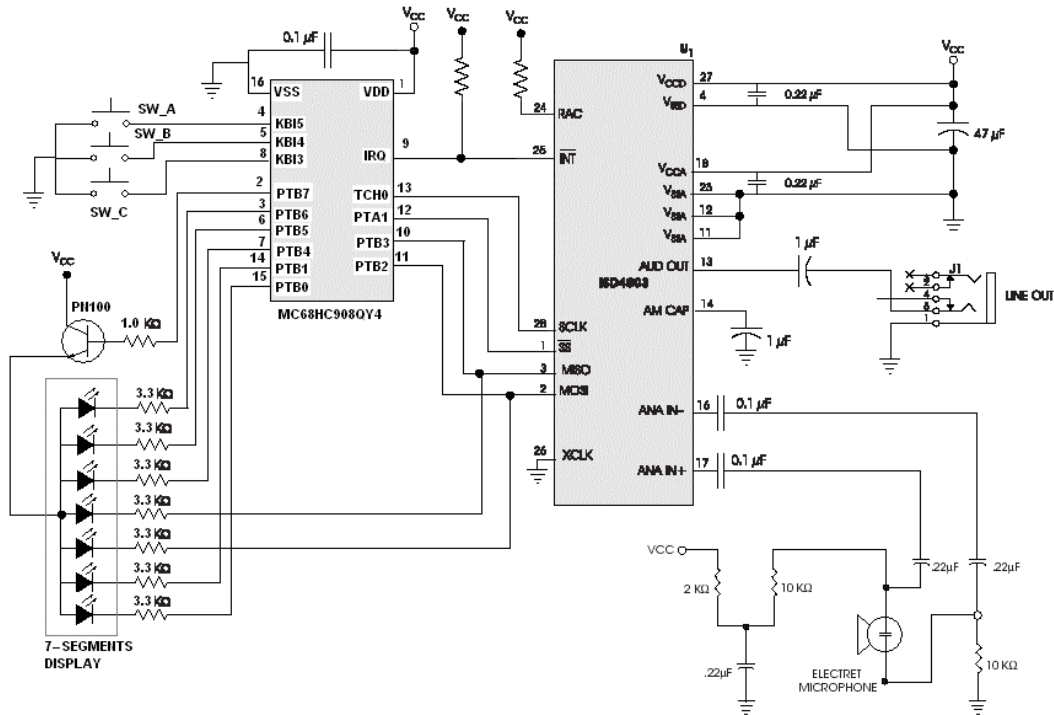 VCC
0.1 µF
VCC
VCC
16
VSS
1
VDD
SW_A
4
KBI5
SW_B
5
KBI4
8
KBI3
SW_C
9
IRQ
2
PTB7
3
PTB6
6
PTB5
7
PTB4
14
PTB1
15
PTB0
13
TCH0
12
PTA1
10
PTB3
11
PTB2
MC68HC908QY4
VCC
PN100
1.0 KΩ
3.3 KΩ
3.3 KΩ
3.3 KΩ
3.3 KΩ
3.3 KΩ
3.3 KΩ
3.3 KΩ
7-SEGMENTS
DISPLAY
U1
24
RAC
25
INT
ISD4003
28
SCLK
1
SS
3
MISO
2
MOSI
26
XCLK
VCCD
27
VSSD
4
0.22 µF
VCC
47 µF
VCCA
18
VSSA
23
0.22 µF
VSSA
12
VSSA
11
AUD OUT
13
1 µF
AM CAP
14
1 µF
J1
4
1
LINE OUT
ANA IN-
16
0.1 µF
ANA IN+
17
0.1 µF
VCC
2 KΩ
10 KΩ
.22µF
.22µF
.22µF
ELECTRET
MICROPHONE
10 KΩ